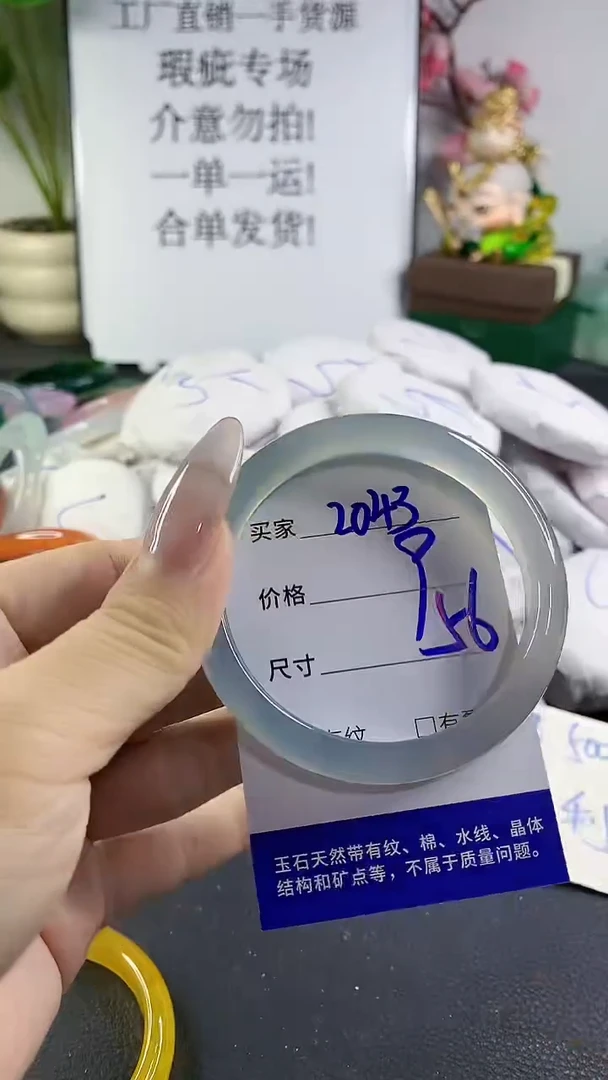 工厂直销一手货源
瑕疵专场
介意勿拍!
一单一运!
合单发货!
买家 2043
价格
尺寸 56
玉石天然带有纹、棉、水线、晶体
结构和矿点等，不属于质量问题。